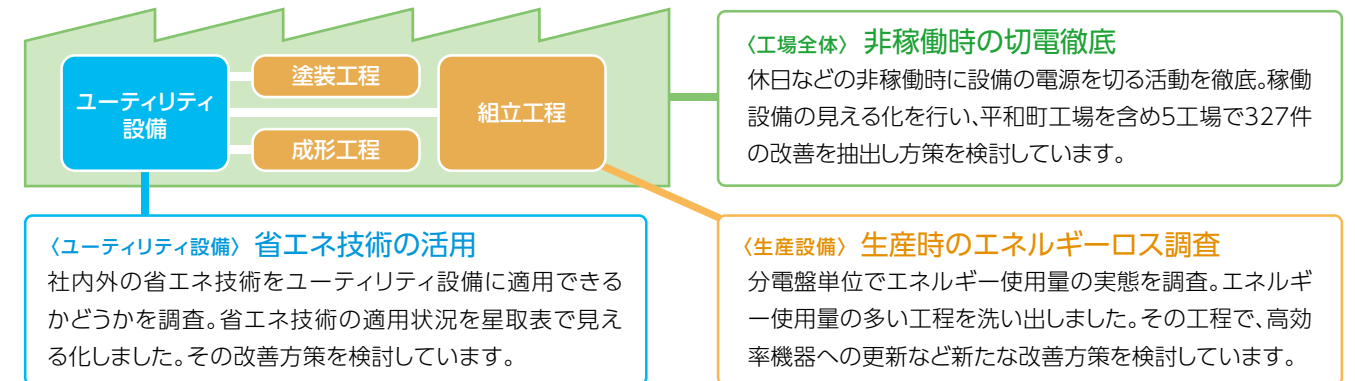 ユーティリティ
設備
塗装工程
成形工程
組立工程
〈工場全体〉 非稼働時の切電徹底
休日などの非稼働時に設備の電源を切る活動を徹底。稼働
設備の見える化を行い、平和町工場を含め5工場で327件
の改善を抽出し方策を検討しています。
〈ユーティリティ設備〉 省エネ技術の活用
社内外の省エネ技術をユーティリティ設備に適用できる
かどうかを調査。省エネ技術の適用状況を星取表で見え
る化しました。その改善方策を検討しています。
〈生産設備〉 生産時のエネルギーロス調査
分電盤単位でエネルギー使用量の実態を調査。エネルギ
ー使用量の多い工程を洗い出しました。その工程で、高効
率機器への更新など新たな改善方策を検討しています。